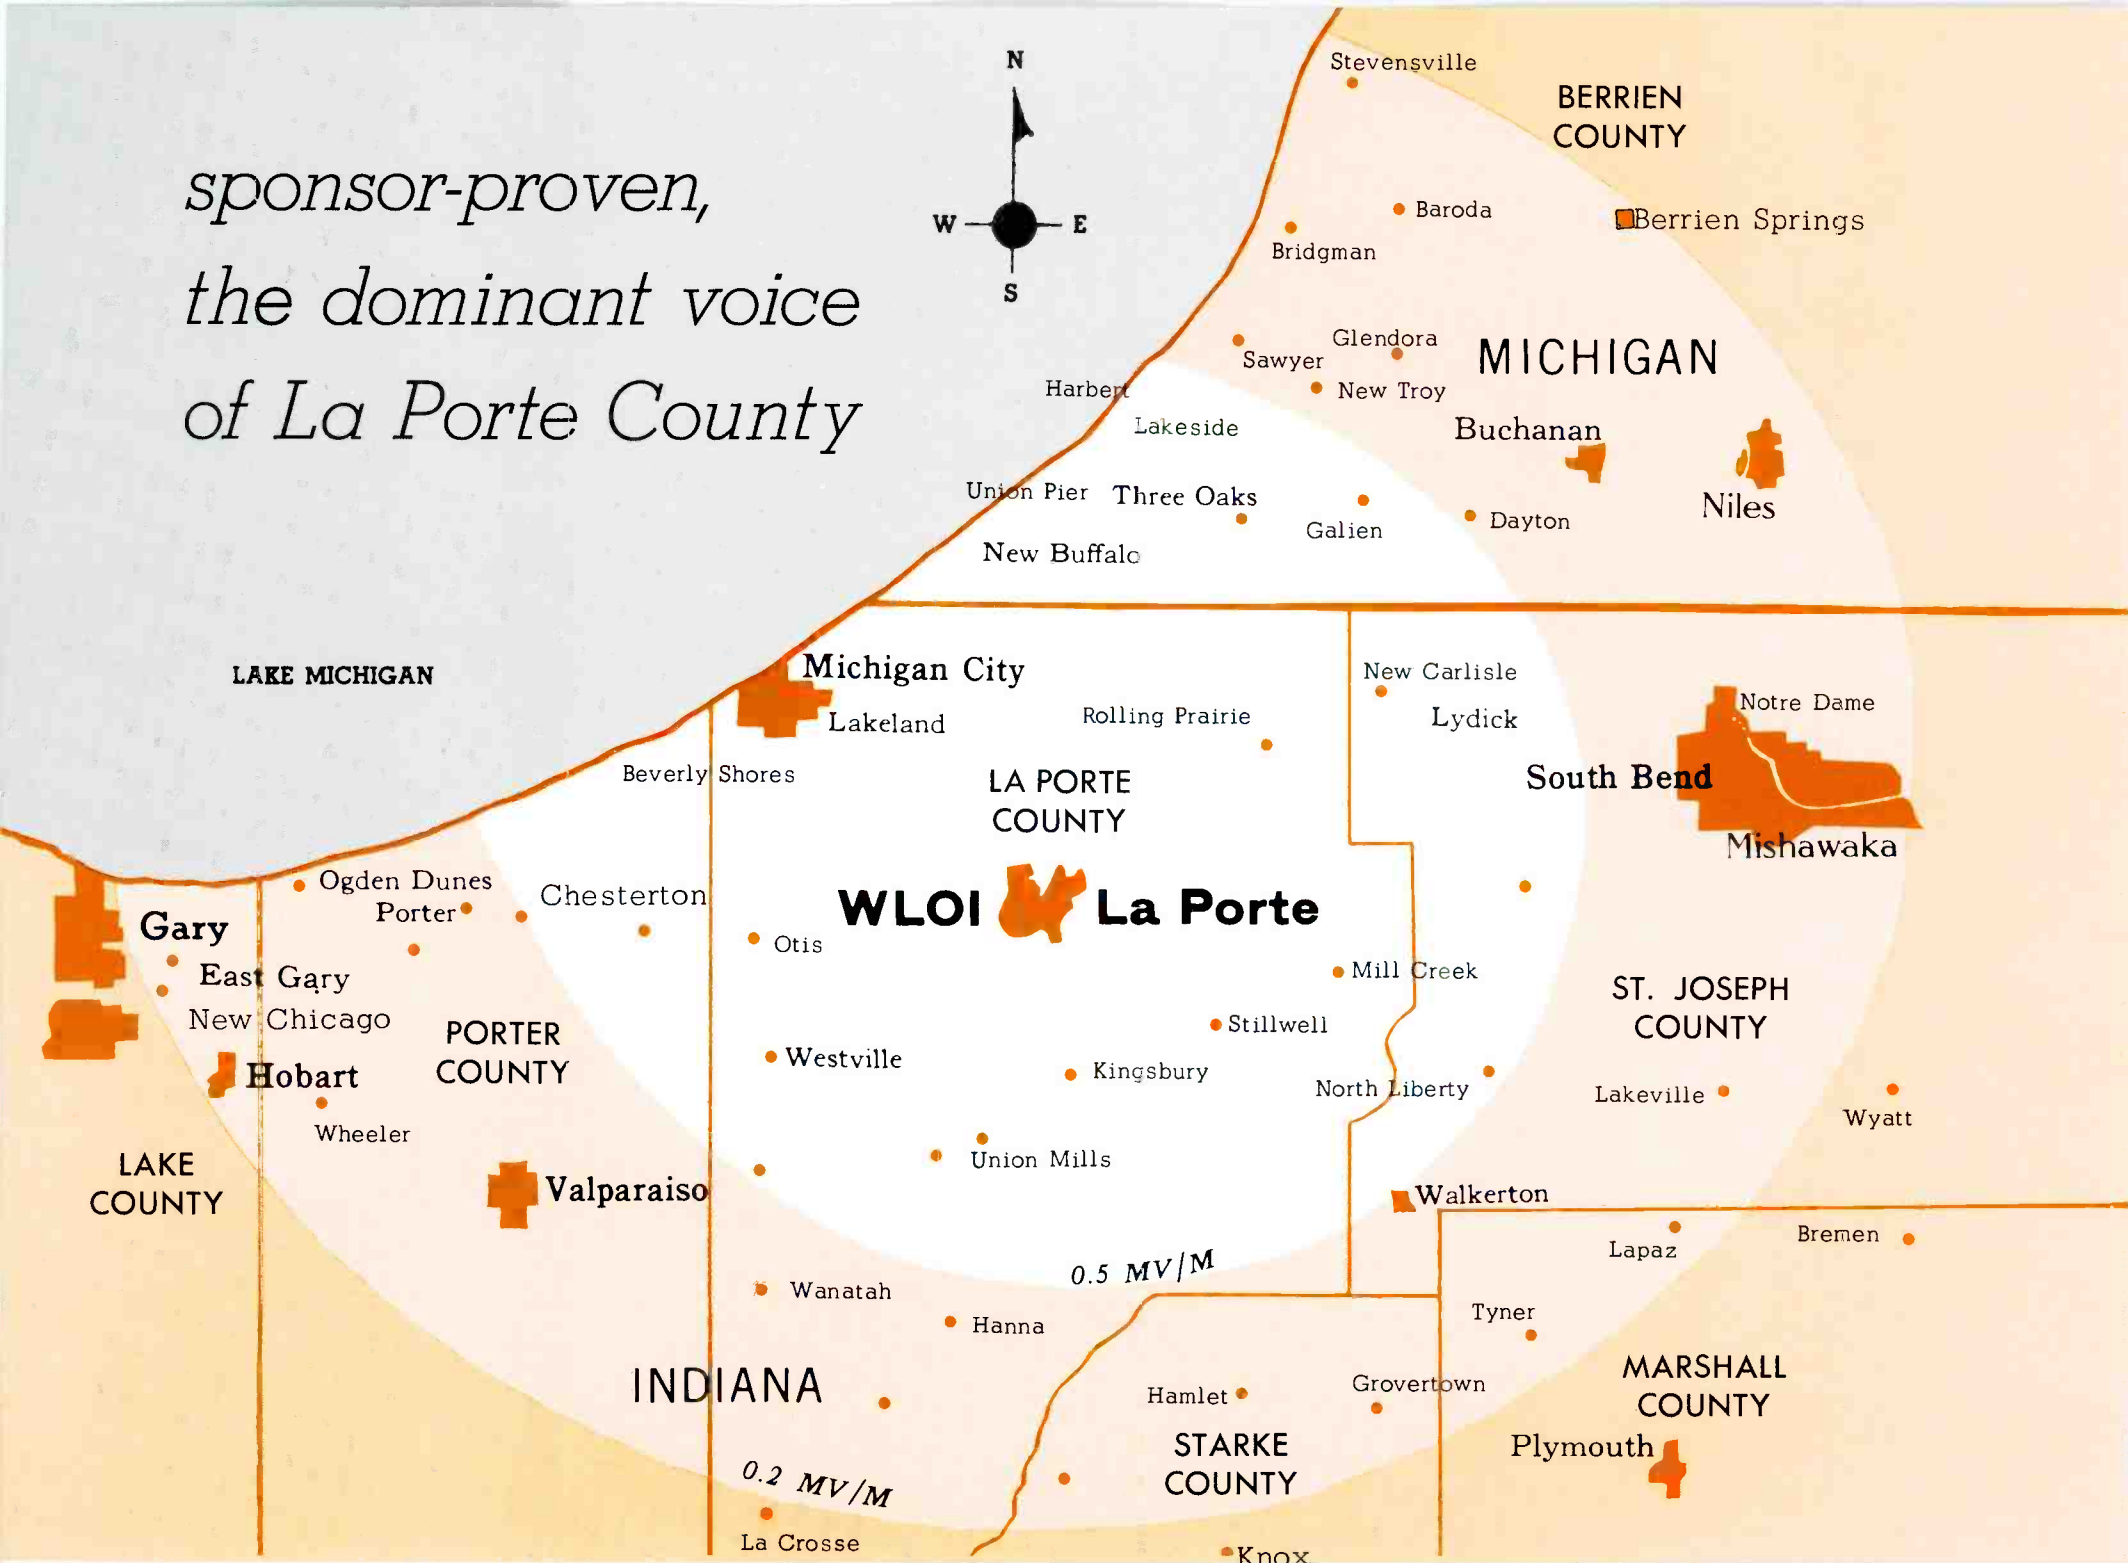 sponsor-proven,
the dominant voice
of La Porte County
N
W
E
S
LAKE MICHIGAN
Stevensville
BERRIEN
COUNTY
Baroda
Berrien Springs
Bridgman
Glendora
Sawyer
MICHIGAN
Harbert
New Troy
Lakeside
Buchanan
Union Pier
Three Oaks
Niles
Galien
Dayton
New Buffalo
Michigan City
Lakeland
Rolling Prairie
New Carlisle
Lydick
Notre Dame
Beverly Shores
LA PORTE
COUNTY
South Bend
Mishawaka
Ogden Dunes
Porter
Chesterton
Gary
WLOI
La Porte
Otis
East Gary
Mill Creek
New Chicago
PORTER
COUNTY
Stillwell
ST. JOSEPH
COUNTY
Hobart
Westville
Kingsbury
North Liberty
Lakeville
Wyatt
Wheeler
LAKE
COUNTY
Valparaiso
Union Mills
Walkerton
Lapaz
Bremen
0.5 MV/M
Wanatah
Hanna
Tyner
INDIANA
Hamlet
Grovertown
MARSHALL
COUNTY
STARKE
COUNTY
Plymouth
0.2 MV/M
La Crosse
Knox